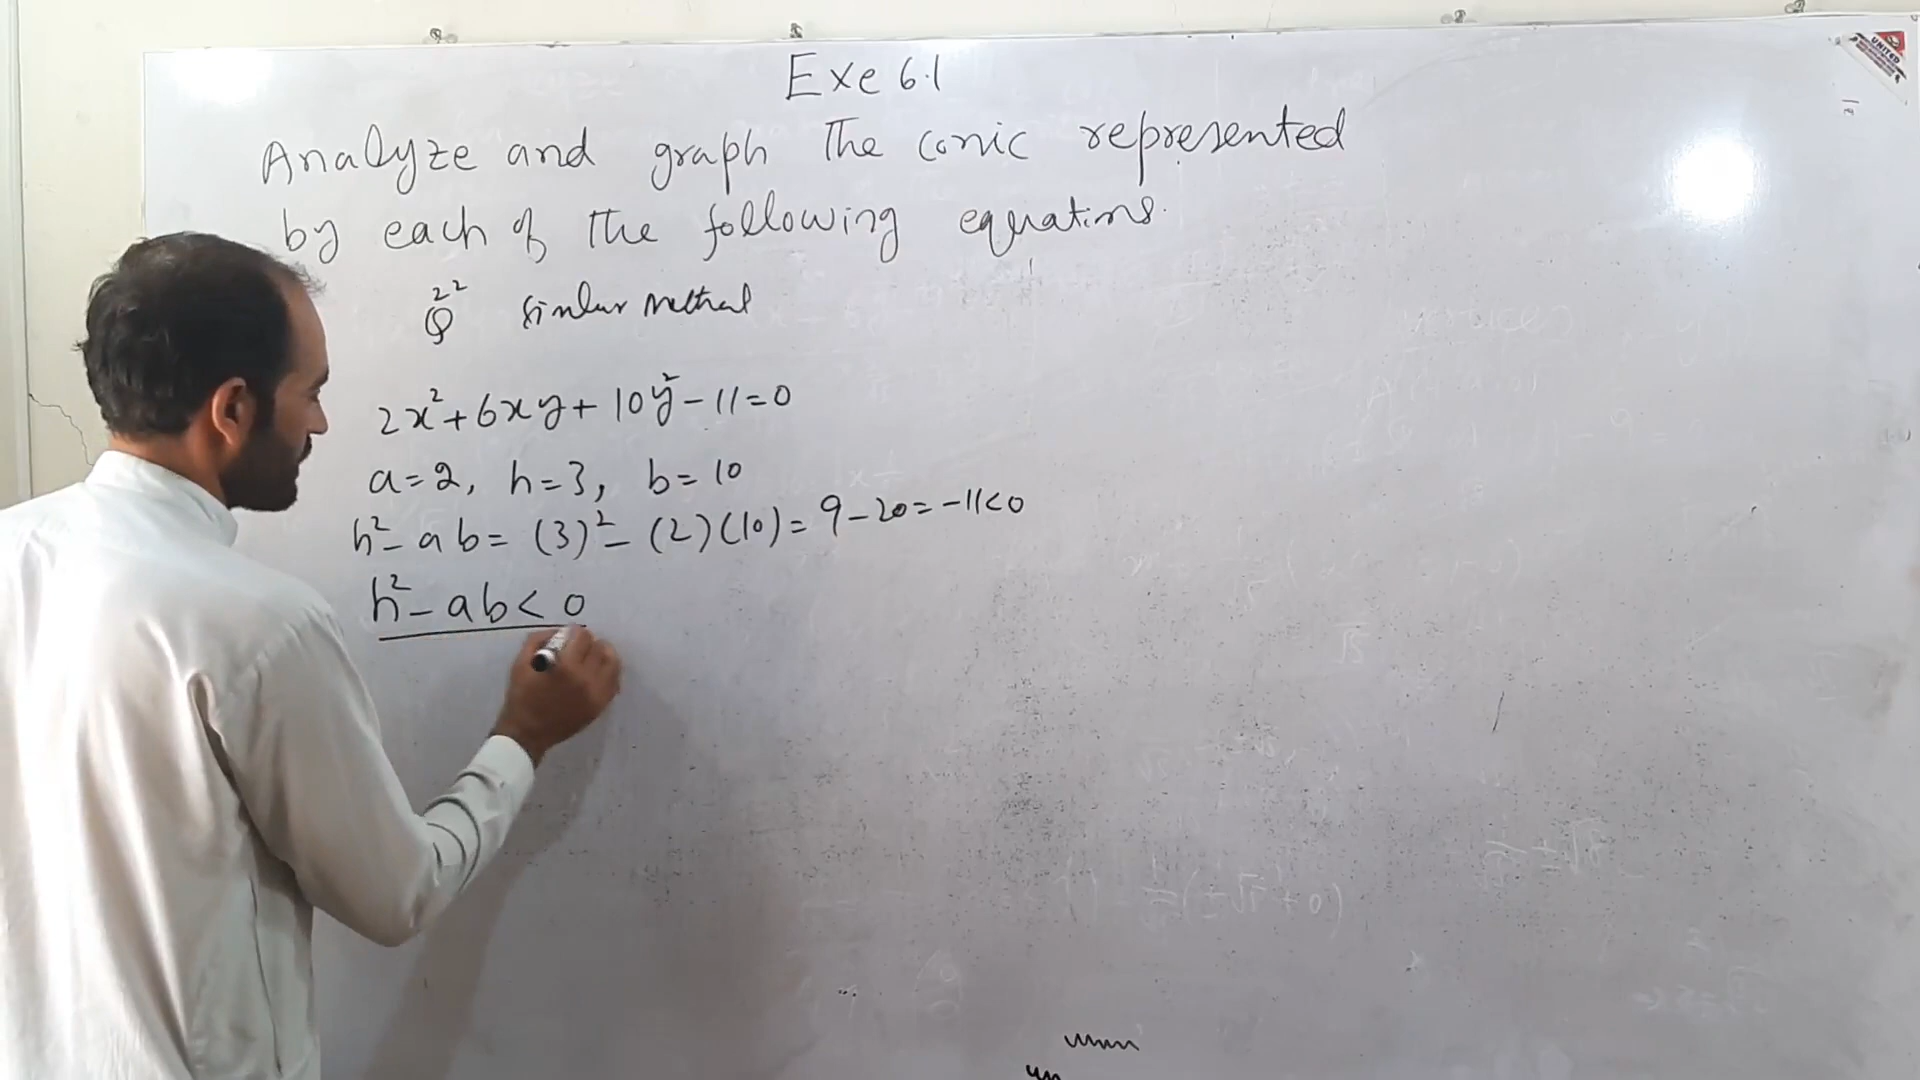 Exe 6.1
Analyze and graph the conic represented
by each of the following equations.
Q²² similar method
2x² + 6xy + 10y² - 11 = 0
a = 2, h = 3, b = 10
h² - ab = (3)² - (2)(10) = 9 - 20 = -11 < 0
h² - ab < 0
UNITED